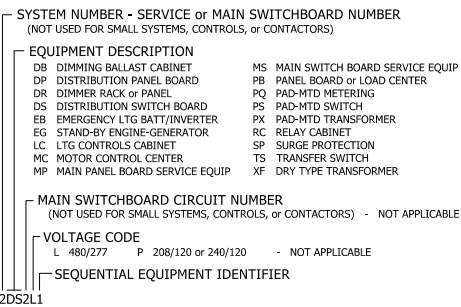 SYSTEM NUMBER - SERVICE or MAIN SWITCHBOARD NUMBER
(NOT USED FOR SMALL SYSTEMS, CONTROLS, or CONTACTORS)
EQUIPMENT DESCRIPTION
DB DIMMING BALLAST CABINET MS MAIN SWITCH BOARD SERVICE EQUIP
DP DISTRIBUTION PANEL BOARD PB PANEL BOARD or LOAD CENTER
DR DIMMER RACK or PANEL PQ PAD-MTD METERING
DS DISTRIBUTION SWITCH BOARD PS PAD-MTD SWITCH
EB EMERGENCY LTG BATT/INVERTER PX PAD-MTD TRANSFORMER
EG STAND-BY ENGINE-GENERATOR RC RELAY CABINET
LC LTG CONTROLS CABINET SP SURGE PROTECTION
MC MOTOR CONTROL CENTER TS TRANSFER SWITCH
MP MAIN PANEL BOARD SERVICE EQUIP XF DRY TYPE TRANSFORMER
MAIN SWITCHBOARD CIRCUIT NUMBER
(NOT USED FOR SMALL SYSTEMS, CONTROLS, or CONTACTORS) - NOT APPLICABLE
VOLTAGE CODE
L 480/277 P 208/120 or 240/120 - NOT APPLICABLE
SEQUENTIAL EQUIPMENT IDENTIFIER
2DS2L1